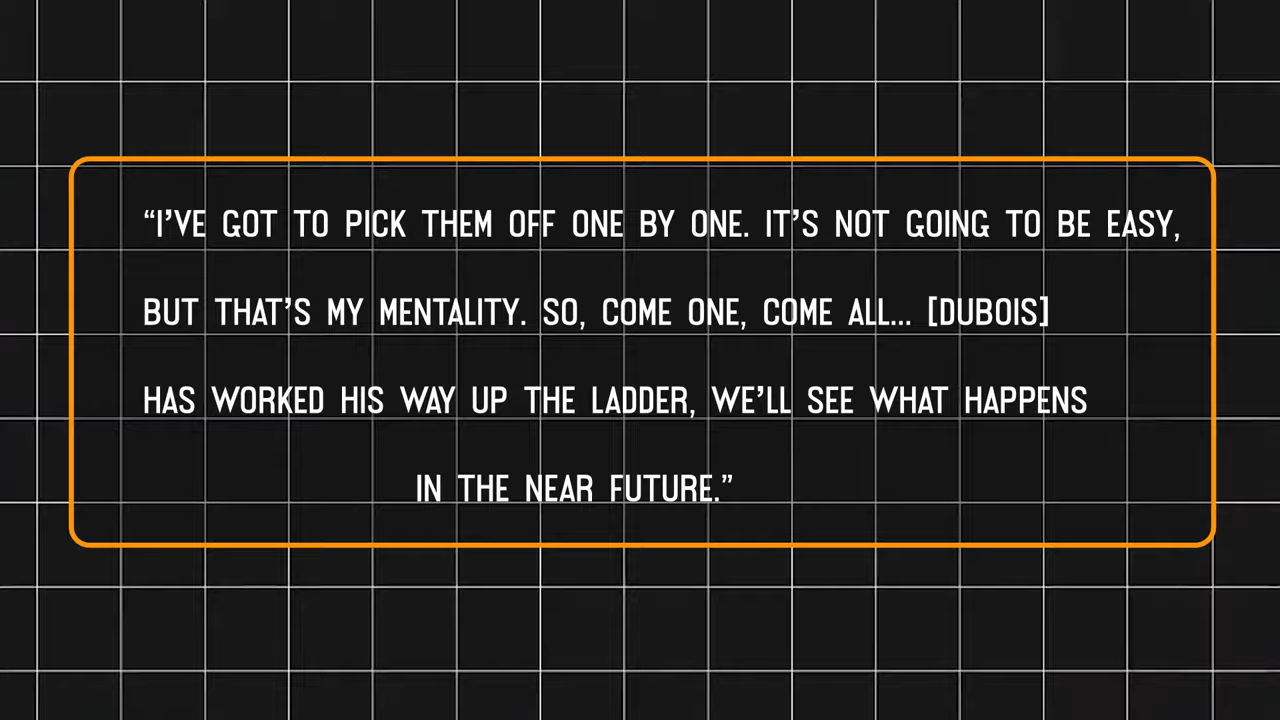 “I’VE GOT TO PICK THEM OFF ONE BY ONE. IT’S NOT GOING TO BE EASY,
BUT THAT’S MY MENTALITY. SO, COME ONE, COME ALL... [DUBOIS]
HAS WORKED HIS WAY UP THE LADDER, WE’LL SEE WHAT HAPPENS
IN THE NEAR FUTURE.”